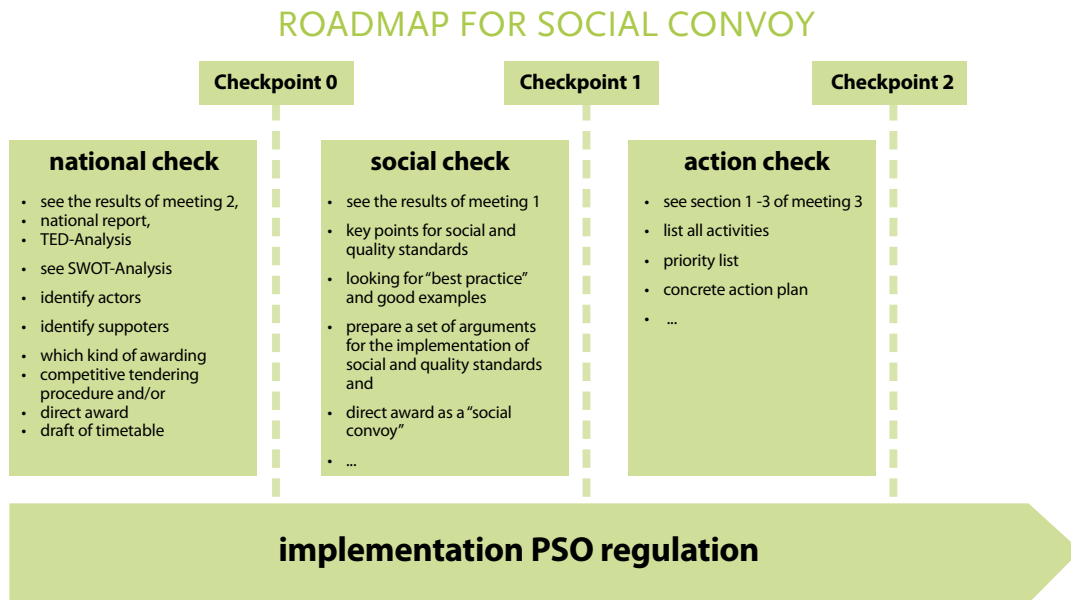 ROADMAP FOR SOCIAL CONVOY
Checkpoint 0
Checkpoint 1
Checkpoint 2
national check
• see the results of meeting 2,
• national report,
• TED-Analysis
• see SWOT-Analysis
• identify actors
• identify suppoters
• which kind of awarding
• competitive tendering
procedure and/or
• direct award
• draft of timetable
social check
• see the results of meeting 1
• key points for social and
quality standards
• looking for “best practice”
and good examples
• prepare a set of arguments
for the implementation of
social and quality standards
and
• direct award as a “social
convoy”
• ...
action check
• see section 1 -3 of meeting 3
• list all activities
• priority list
• concrete action plan
• ...
implementation PSO regulation